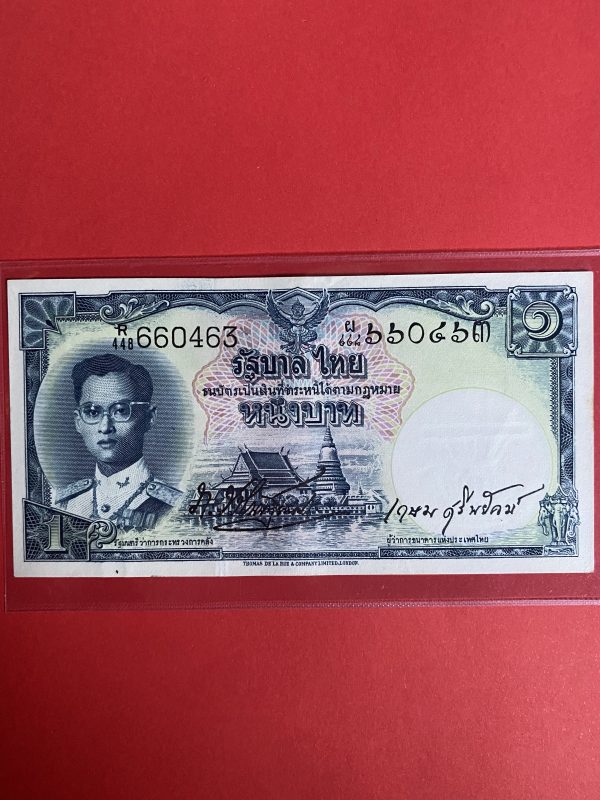 R/448 660463
ผ/๔๔๘ ๖๖๐๔๖๓
๑
รัฐบาลไทย
ธนบัตรเป็นเงินที่ชำระหนี้ได้ตามกฎหมาย
หนึ่งบาท
เกษม ศรีพยัคฆ์
1 ๑
รัฐมนตรีว่าการกระทรวงการคลัง
ผู้ว่าการธนาคารแห่งประเทศไทย
THOMAS DE LA RUE & COMPANY LIMITED, LONDON.